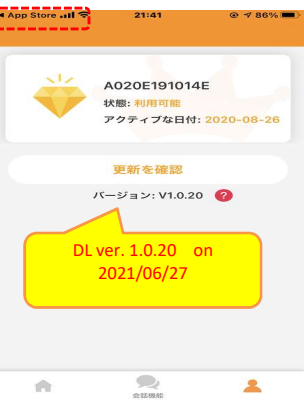 App Store 21:41 86%
A020E191014E
状態: 利用可能
アクティブな日付: 2020-08-26
更新を確認
バージョン: V1.0.20 ?
DL ver. 1.0.20 on
2021/06/27
会話機能